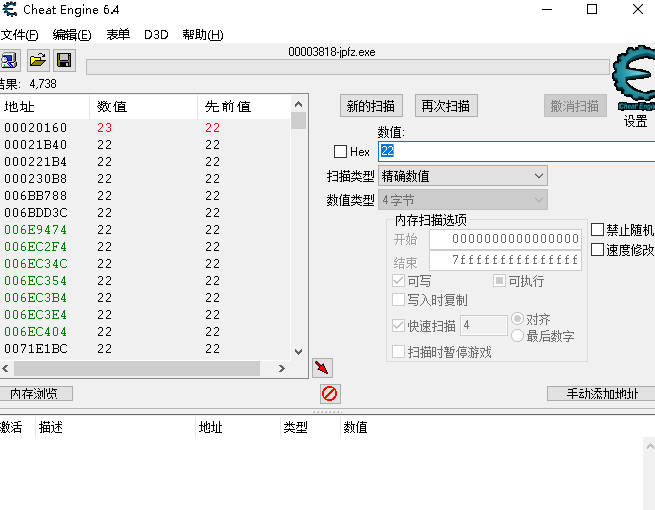 Cheat Engine 6.4
文件(F) 编辑(E) 表单 D3D 帮助(H)
00003818-jpfz.exe
结果: 4,738
地址 数值 先前值
00020160 23 22
00021B40 22 22
000221B4 22 22
000230B8 22 22
006BB788 22 22
006BDD3C 22 22
006E9474 22 22
006EC2F4 22 22
006EC34C 22 22
006EC354 22 22
006EC3B4 22 22
006EC3E4 22 22
006EC404 22 22
0071E1BC 22 22
新的扫描 再次扫描 撤消扫描
Cheat Engine
设置
数值:
Hex 22
扫描类型 精确数值
数值类型 4 字节
内存扫描选项
开始 0000000000000000
结束 7fffffffffffffff
可写 可执行
写入时复制
快速扫描 4 对齐
最后数字
扫描时暂停游戏
禁止随机
速度修改
内存浏览 手动添加地址
激活 描述 地址 类型 数值